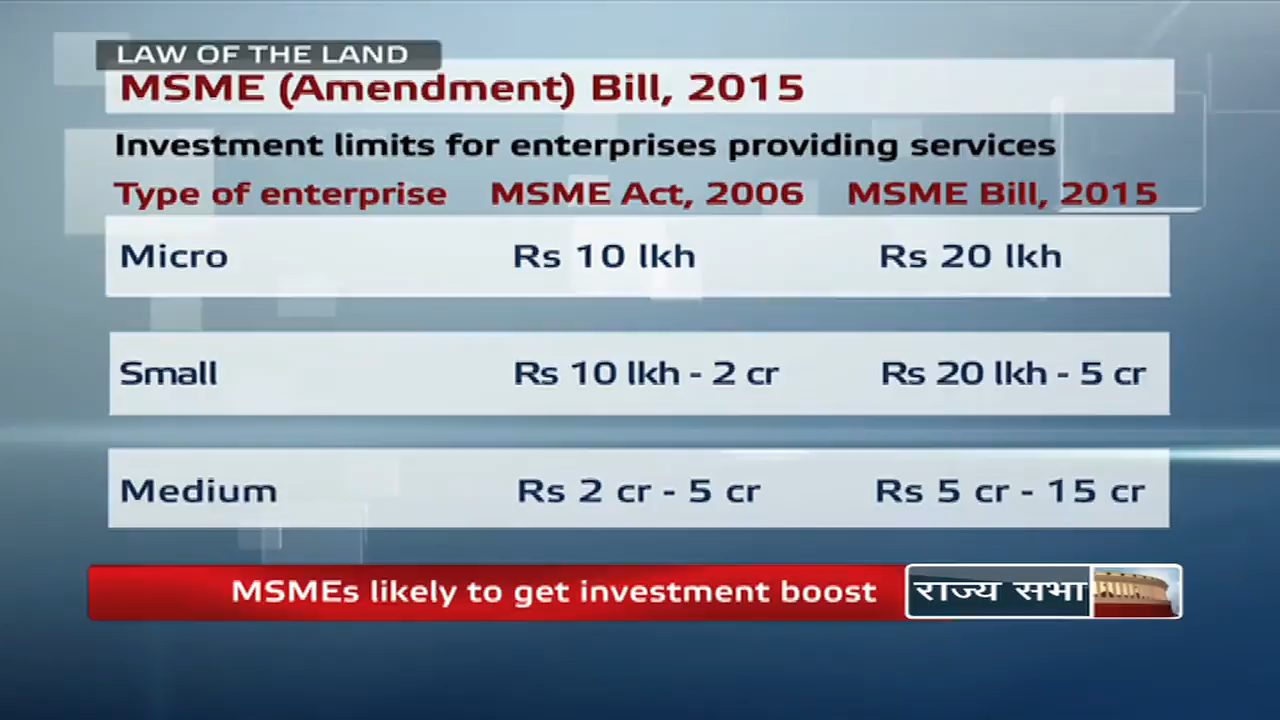 LAW OF THE LAND
MSME (Amendment) Bill, 2015
Investment limits for enterprises providing services
Type of enterprise MSME Act, 2006 MSME Bill, 2015
Micro Rs 10 lkh Rs 20 lkh
Small Rs 10 lkh - 2 cr Rs 20 lkh - 5 cr
Medium Rs 2 cr - 5 cr Rs 5 cr - 15 cr
MSMEs likely to get investment boost राज्य सभा